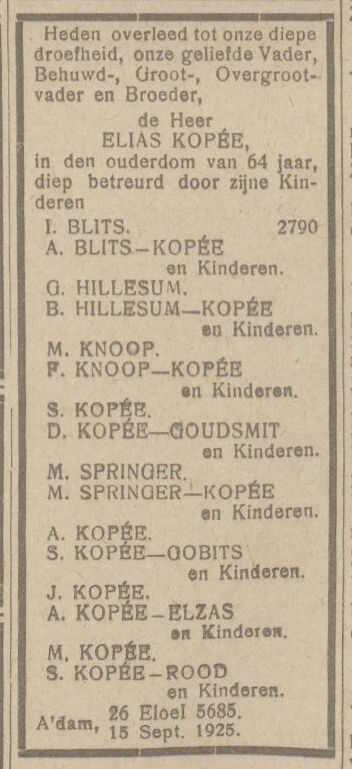 Heden overleed tot onze diepe
droefheid, onze geliefde Vader,
Behuwd-, Groot-, Overgroot-
vader en Broeder,
de Heer
ELIAS KOPÉE,
in den ouderdom van 64 jaar,
diep betreurd door zijne Kin-
deren
I. BLITS. 2790
A. BLITS—KOPÉE
en Kinderen.
G. HILLESUM.
B. HILLESUM—KOPÉE
en Kinderen.
M. KNOOP.
F. KNOOP—KOPÉE
en Kinderen.
S. KOPÉE.
D. KOPÉE—GOUDSMIT
en Kinderen.
M. SPRINGER.
M. SPRINGER—KOPÉE
en Kinderen.
A. KOPÉE.
S. KOPÉE—GOBITS
en Kinderen.
J. KOPÉE.
A. KOPÉE—ELZAS
en Kinderen.
M. KOPÉE.
S. KOPÉE—ROOD
en Kinderen.
A'dam, 26 Eloel 5685.
15 Sept. 1925.